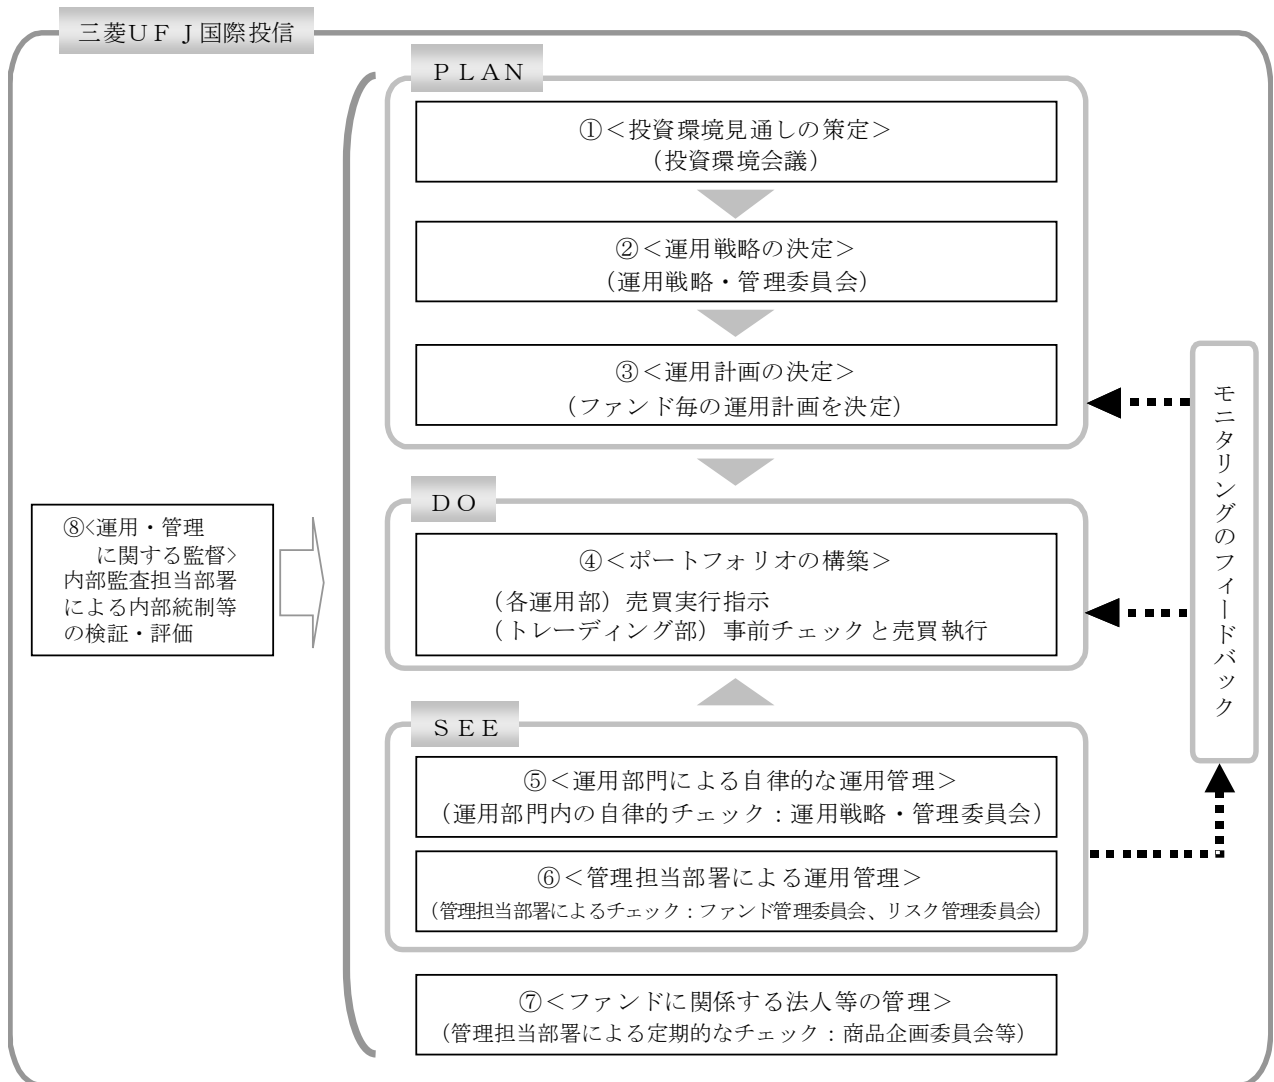 三菱ＵＦＪ国際投信
ＰＬＡＮ
①＜投資環境見通しの策定＞
（投資環境会議）
②＜運用戦略の決定＞
（運用戦略・管理委員会）
③＜運用計画の決定＞
（ファンド毎の運用計画を決定）
ＤＯ
④＜ポートフォリオの構築＞
（各運用部）売買実行指示
（トレーディング部）事前チェックと売買執行
ＳＥＥ
⑤＜運用部門による自律的な運用管理＞
（運用部門内の自律的チェック：運用戦略・管理委員会）
⑥＜管理担当部署による運用管理＞
（管理担当部署によるチェック：ファンド管理委員会、リスク管理委員会）
⑦＜ファンドに関係する法人等の管理＞
（管理担当部署による定期的なチェック：商品企画委員会等）
⑧<運用・管理
に関する監督>
内部監査担当部署
による内部統制等
の検証・評価
モニタリングのフィードバック